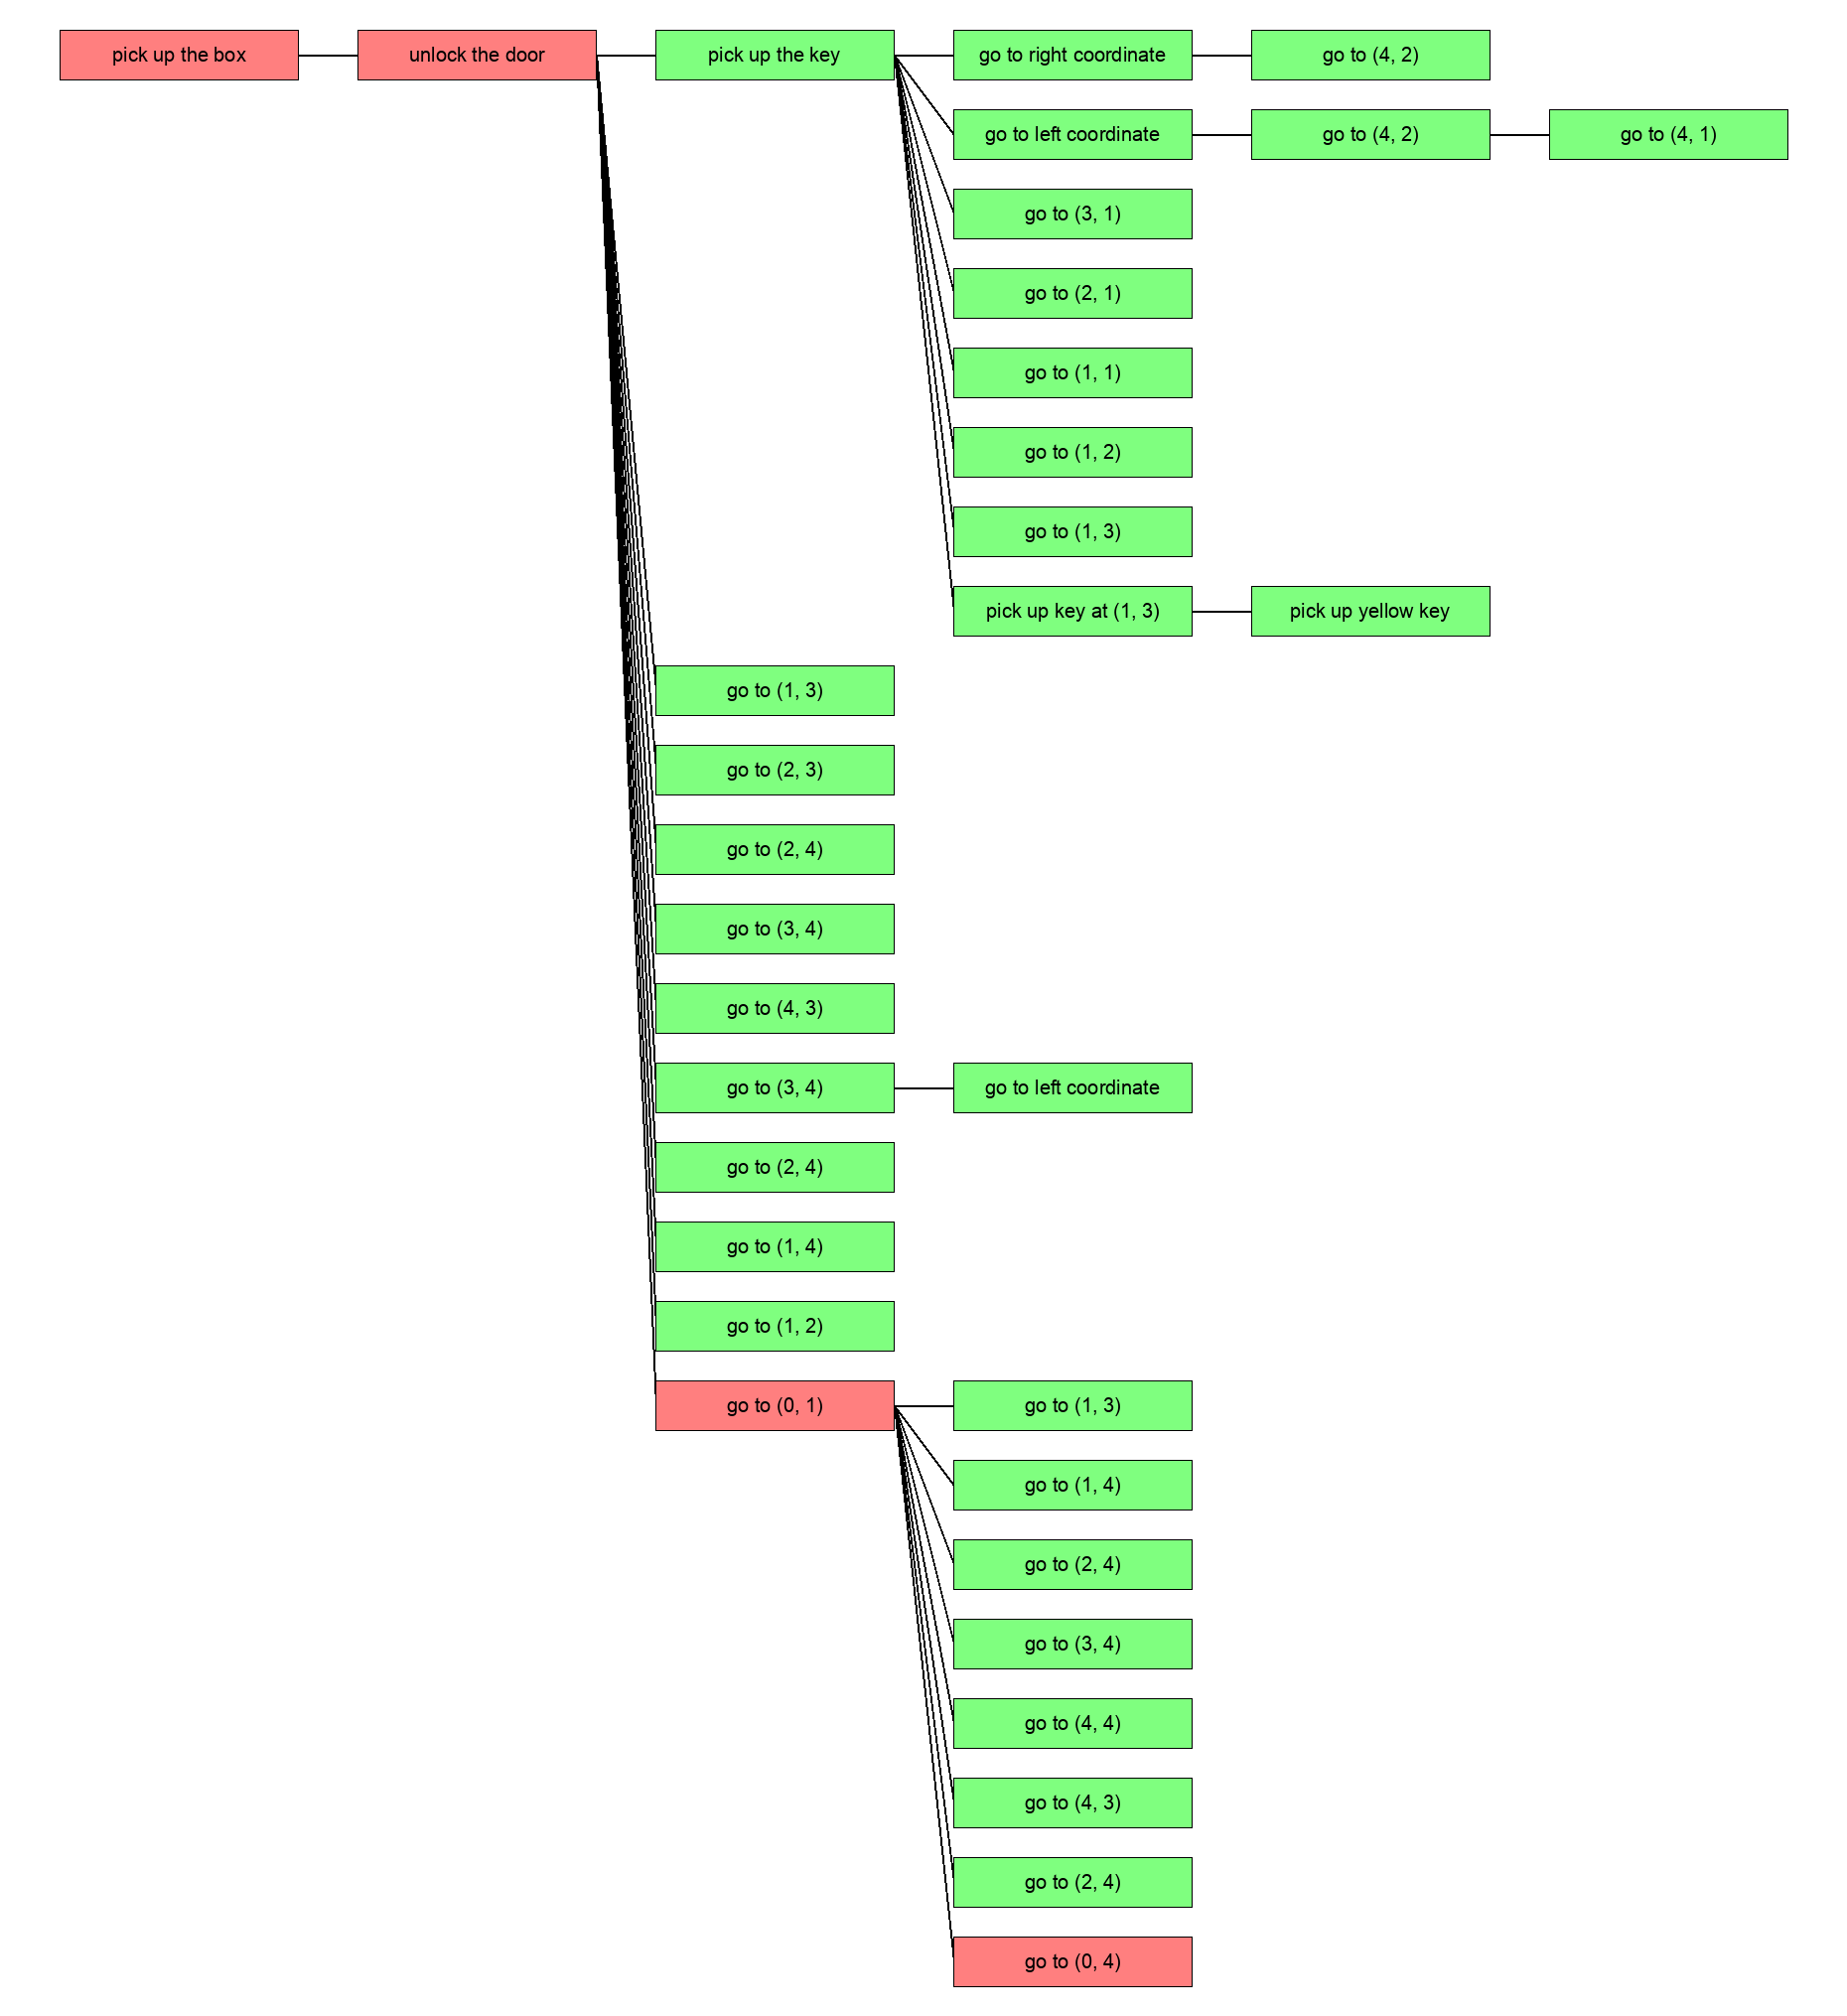 pick up the box
unlock the door
pick up the key
go to right coordinate
go to (4, 2)
go to left coordinate
go to (4, 2)
go to (4, 1)
go to (3, 1)
go to (2, 1)
go to (1, 1)
go to (1, 2)
go to (1, 3)
pick up key at (1, 3)
pick up yellow key
go to (1, 3)
go to (2, 3)
go to (2, 4)
go to (3, 4)
go to (4, 3)
go to (3, 4)
go to left coordinate
go to (2, 4)
go to (1, 4)
go to (1, 2)
go to (0, 1)
go to (1, 3)
go to (1, 4)
go to (2, 4)
go to (3, 4)
go to (4, 4)
go to (4, 3)
go to (2, 4)
go to (0, 4)